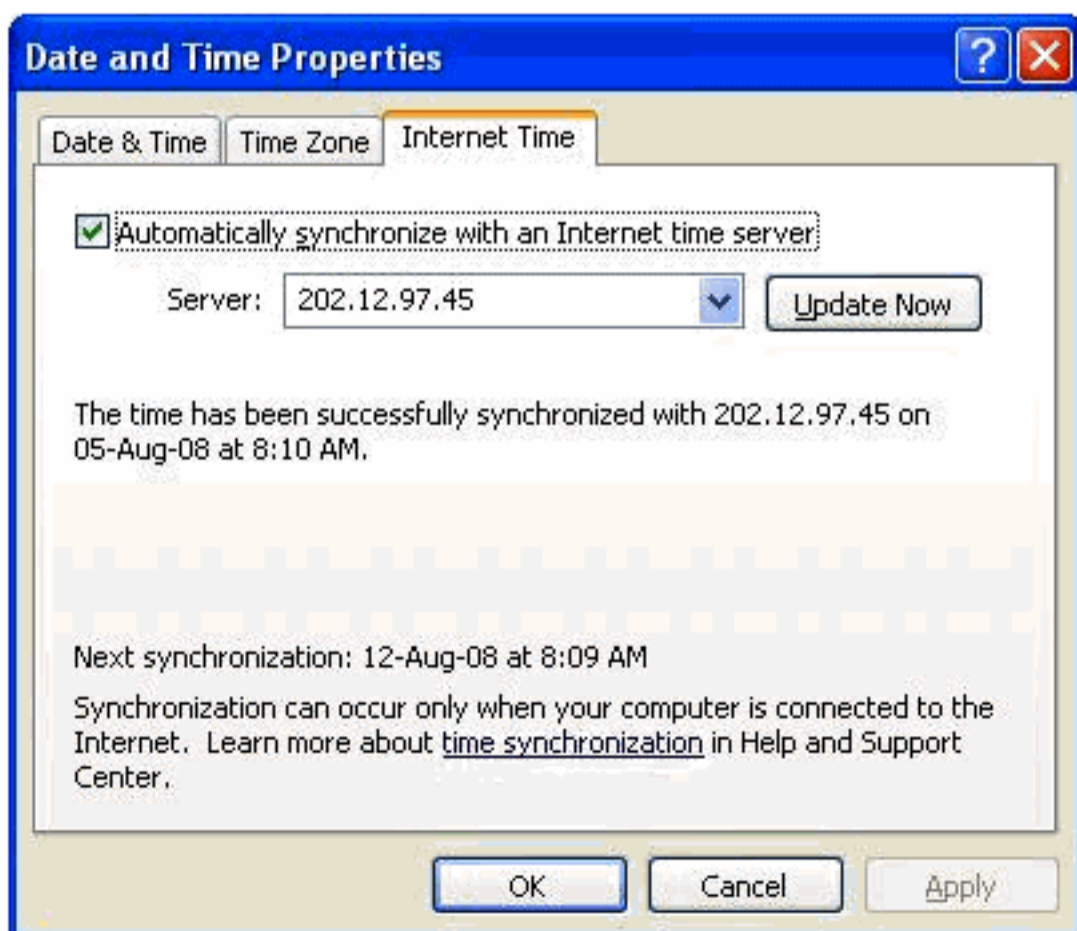 Date and Time Properties
Date & Time
Time Zone
Internet Time
Automatically synchronize with an Internet time server
Server:
202.12.97.45
Update Now
The time has been successfully synchronized with 202.12.97.45 on
05-Aug-08 at 8:10 AM.
Next synchronization: 12-Aug-08 at 8:09 AM
Synchronization can occur only when your computer is connected to the
Internet. Learn more about time synchronization in Help and Support
Center.
OK
Cancel
Apply